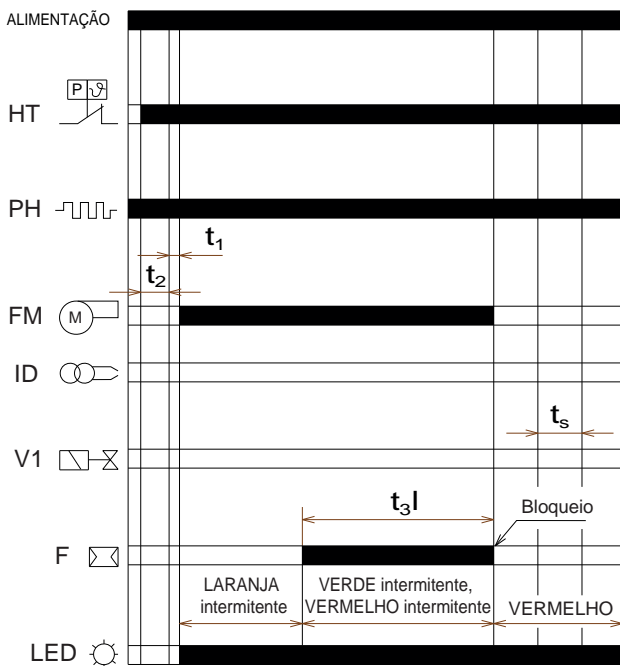 ALIMENTAÇÃO
P ϑ
HT
PH
t₁
t₂
FM
M
ID
tₛ
V1
t₃l
Bloqueio
F
LARANJA
intermitente
VERDE intermitente,
VERMELHO intermitente
VERMELHO
LED